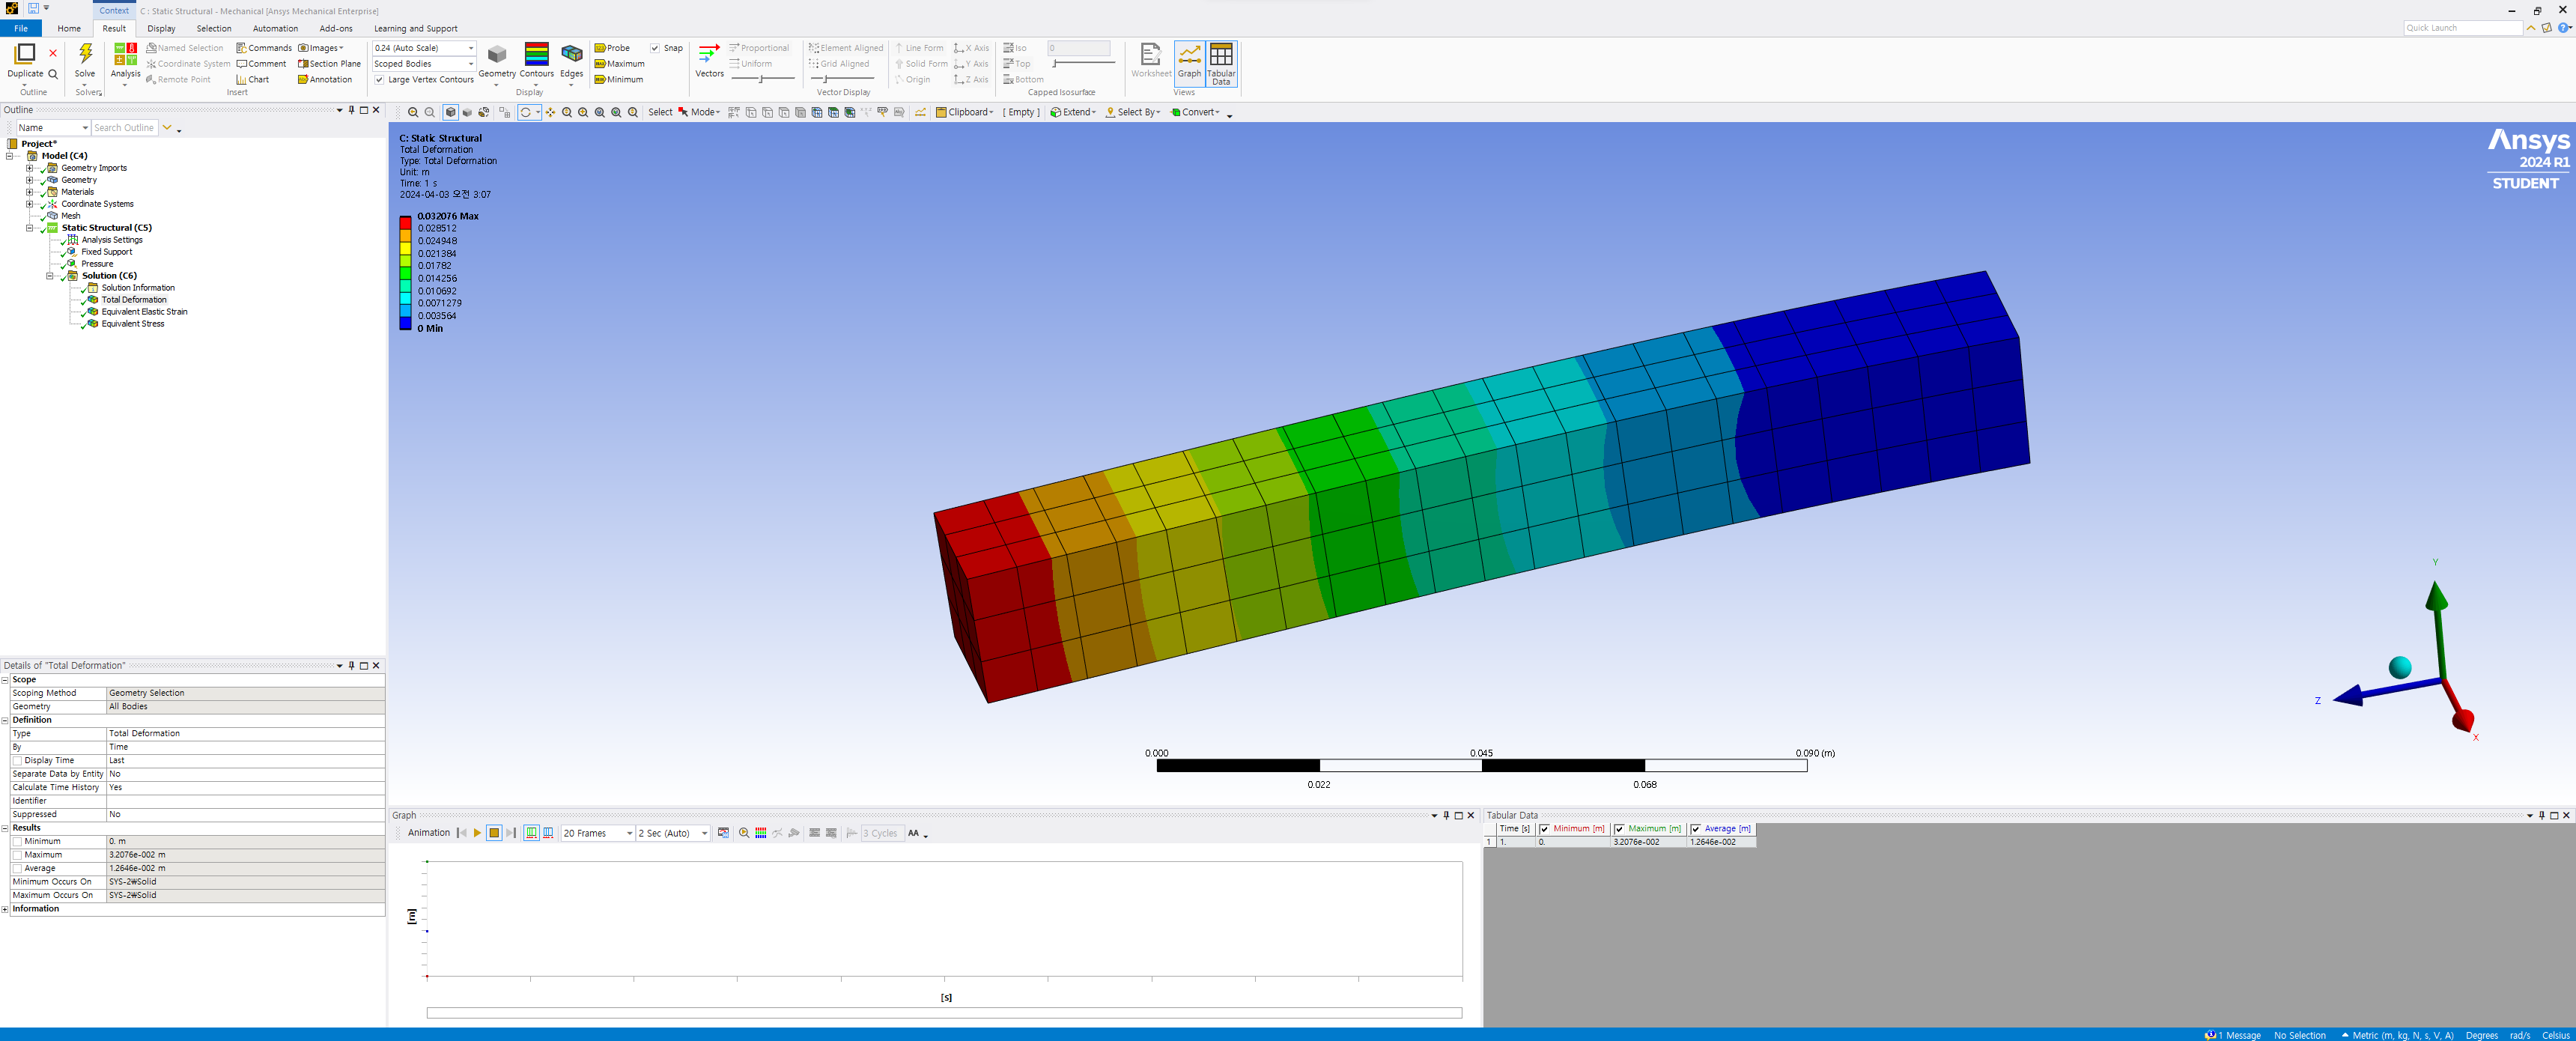 Context C : Static Structural - Mechanical [Ansys Mechanical Enterprise]
File Home Result Display Selection Automation Add-ons Learning and Support Quick Launch
Duplicate Solve Analysis Named Selection Commands Images 0.24 (Auto Scale) Geometry Contours Edges Probe Snap Vectors Proportional Element Aligned Line Form X Axis Iso 0 Worksheet Graph Tabular Data
Coordinate System Comment Section Plane Scoped Bodies Maximum Uniform Grid Aligned Solid Form Y Axis Top
Remote Point Chart Annotation Large Vertex Contours Minimum Origin Z Axis Bottom
Outline Solver Insert Display Vector Display Capped Isosurface Views
Outline
Name Search Outline
Select Mode Clipboard [ Empty ] Extend Select By Convert
Project*
Model (C4)
Geometry Imports
Geometry
Materials
Coordinate Systems
Mesh
Static Structural (C5)
Analysis Settings
Fixed Support
Pressure
Solution (C6)
Solution Information
Total Deformation
Equivalent Elastic Strain
Equivalent Stress
C: Static Structural
Total Deformation
Type: Total Deformation
Unit: m
Time: 1 s
2024-04-03 오전 3:07
0.032076 Max
0.028512
0.024948
0.021384
0.01782
0.014256
0.010692
0.0071279
0.003564
0 Min
Ansys
2024 R1
STUDENT
Y
Z
X
0.000 0.045 0.090 (m)
0.022 0.068
Details of "Total Deformation"
Scope
Scoping Method Geometry Selection
Geometry All Bodies
Definition
Type Total Deformation
By Time
Display Time Last
Separate Data by Entity No
Calculate Time History Yes
Identifier
Suppressed No
Results
Minimum 0. m
Maximum 3.2076e-002 m
Average 1.2646e-002 m
Minimum Occurs On SYS-2₩Solid
Maximum Occurs On SYS-2₩Solid
Information
Graph
Animation 20 Frames 2 Sec (Auto) 3 Cycles AA
[m]
[s]
Tabular Data
Time [s] Minimum [m] Maximum [m] Average [m]
1 1. 0. 3.2076e-002 1.2646e-002
1 Message No Selection Metric (m, kg, N, s, V, A) Degrees rad/s Celsius